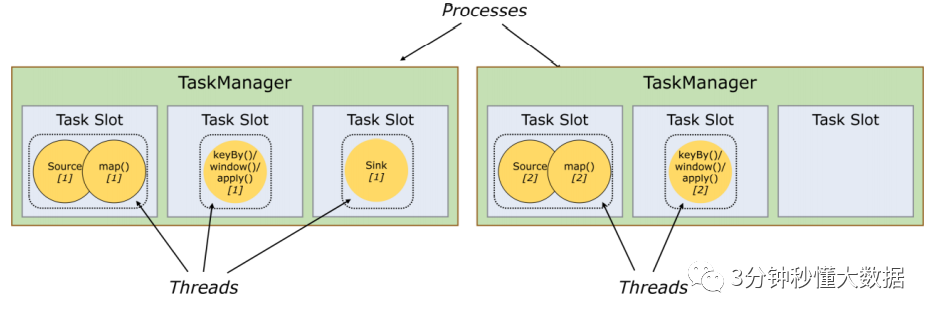 Processes
TaskManager
Task Slot
Source
[1]
map()
[1]
Task Slot
keyBy()/
window()/
apply()
[1]
Task Slot
Sink
[1]
Threads
TaskManager
Task Slot
Source
[2]
map()
[2]
Task Slot
keyBy()/
window()/
apply()
[2]
Task Slot
Threads
3分钟秒懂大数据